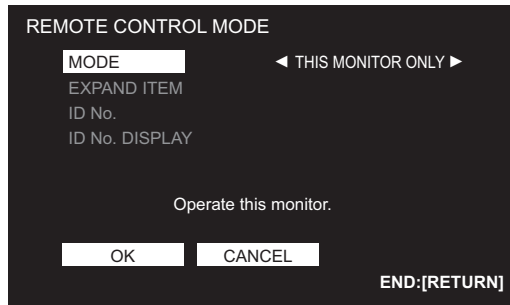 REMOTE CONTROL MODE
MODE ◄ THIS MONITOR ONLY ►
EXPAND ITEM
ID No.
ID No. DISPLAY
Operate this monitor.
OK CANCEL
END:[RETURN]